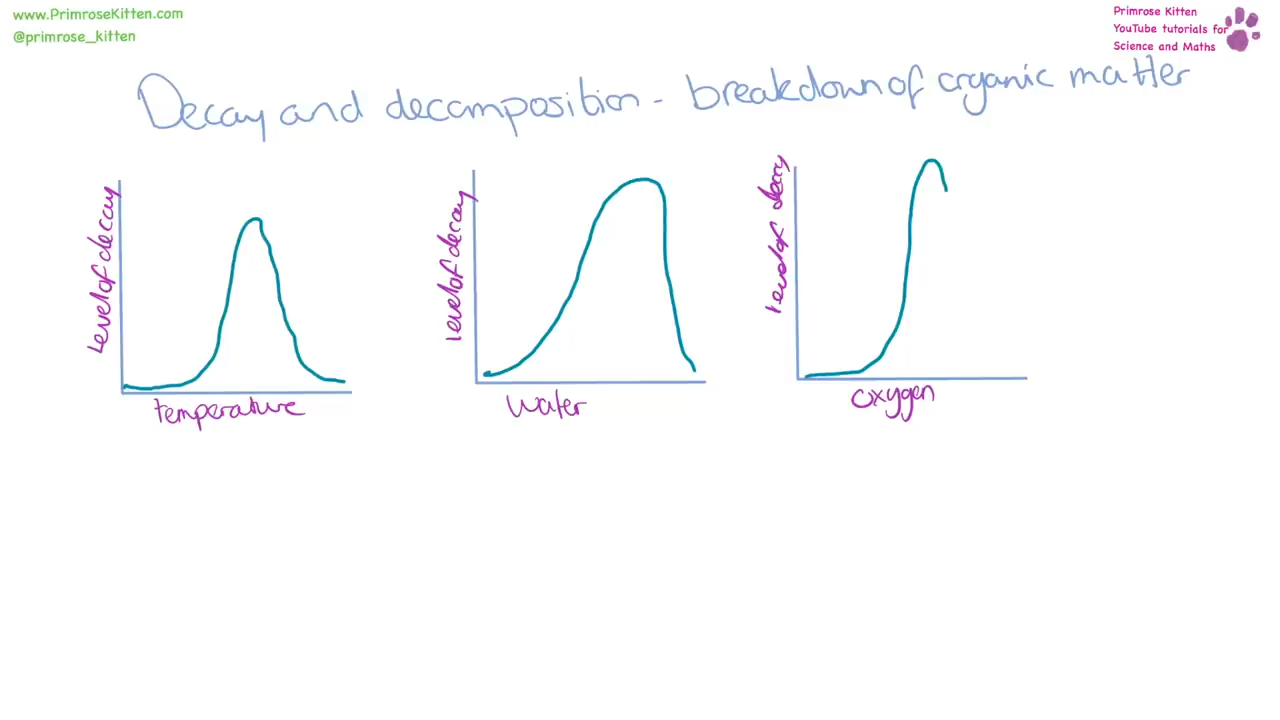 www.PrimroseKitten.com
@primrose_kitten
Primrose Kitten
YouTube tutorials for
Science and Maths
Decay and decomposition - breakdown of organic matter
Level of decay
temperature
level of decay
water
level of decay
oxygen